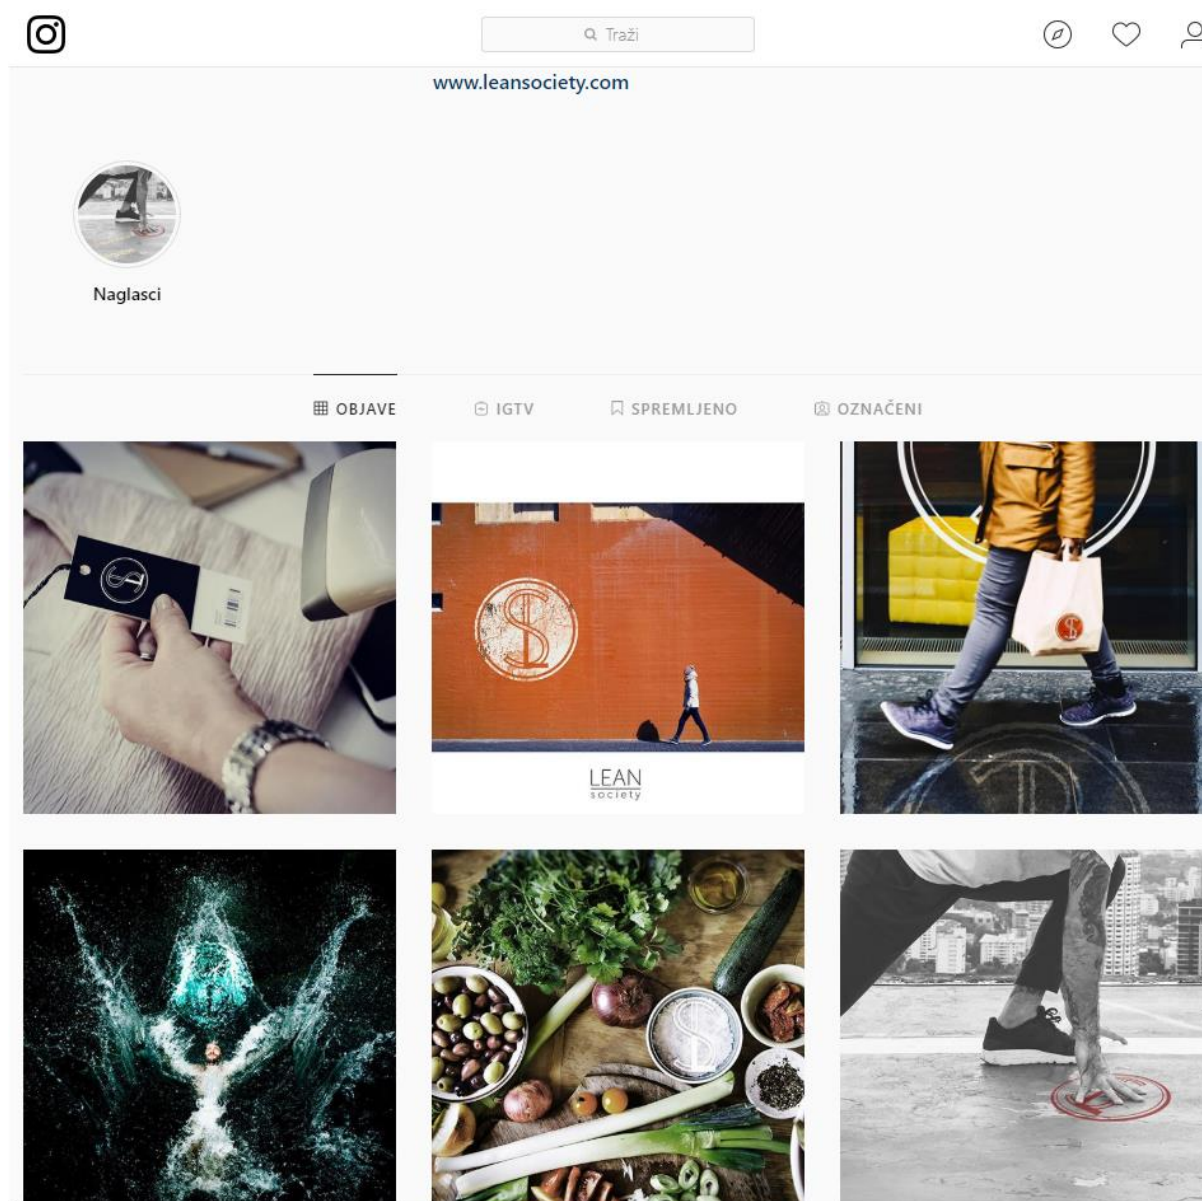 Traži
www.leansociety.com
Naglasci
OBJAVE
IGTV
SPREMLJENO
OZNAČENI
LEAN
society